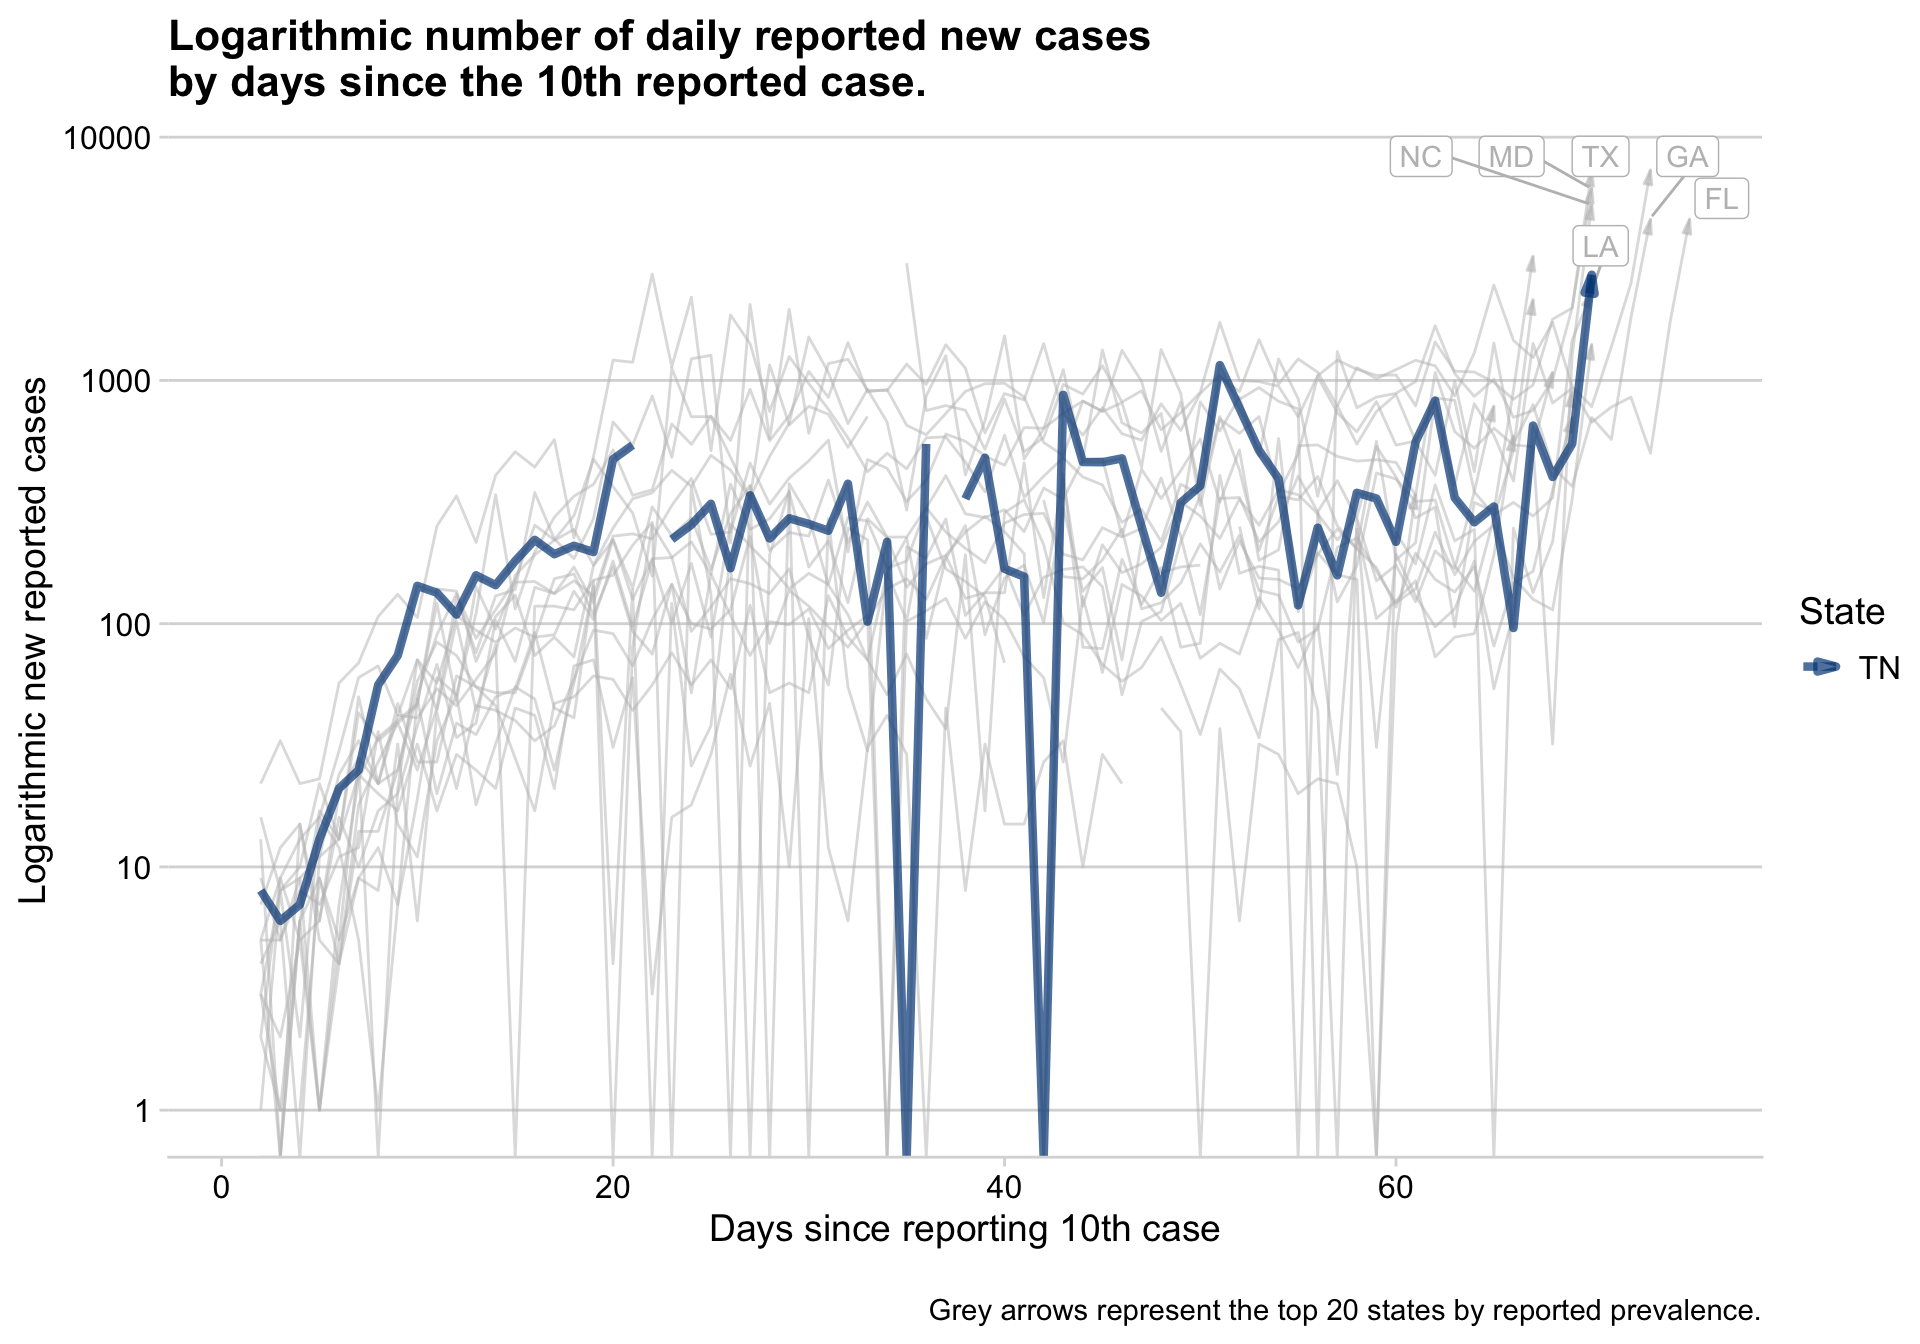 Logarithmic number of daily reported new cases
by days since the 10th reported case.
10000
1000
100
10
1
Logarithmic new reported cases
NC
MD
TX
GA
FL
LA
State
TN
0
20
40
60
Days since reporting 10th case
Grey arrows represent the top 20 states by reported prevalence.